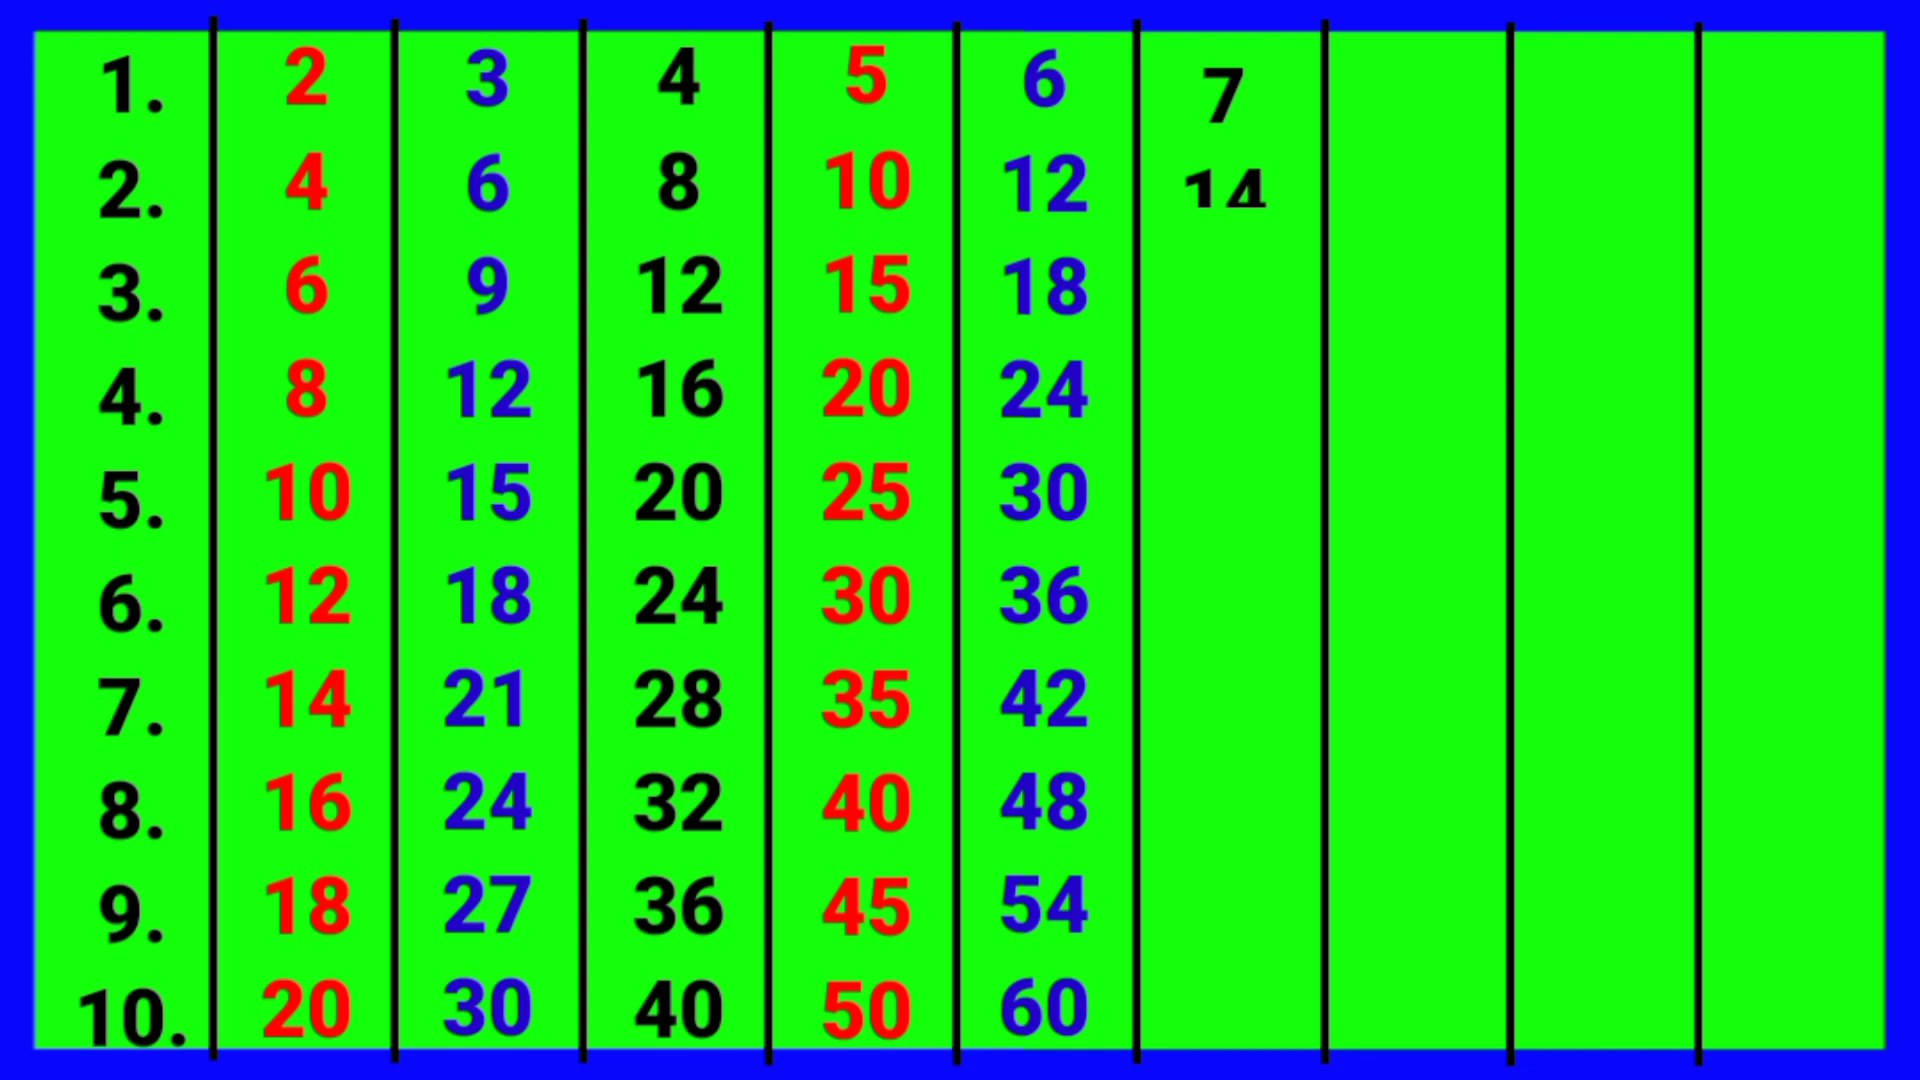 1. 2 3 4 5 6 7
2. 4 6 8 10 12 14
3. 6 9 12 15 18
4. 8 12 16 20 24
5. 10 15 20 25 30
6. 12 18 24 30 36
7. 14 21 28 35 42
8. 16 24 32 40 48
9. 18 27 36 45 54
10. 20 30 40 50 60